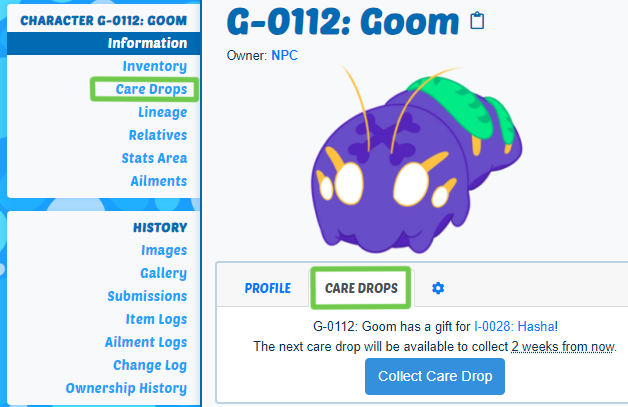 CHARACTER G-0112: GOOM
Information
Inventory
Care Drops
Lineage
Relatives
Stats Area
Ailments
HISTORY
Images
Gallery
Submissions
Item Logs
Ailment Logs
Change Log
Ownership History
G-0112: Goom
Owner: NPC
PROFILE
CARE DROPS
G-0112: Goom has a gift for I-0028: Hasha!
The next care drop will be available to collect 2 weeks from now.
Collect Care Drop